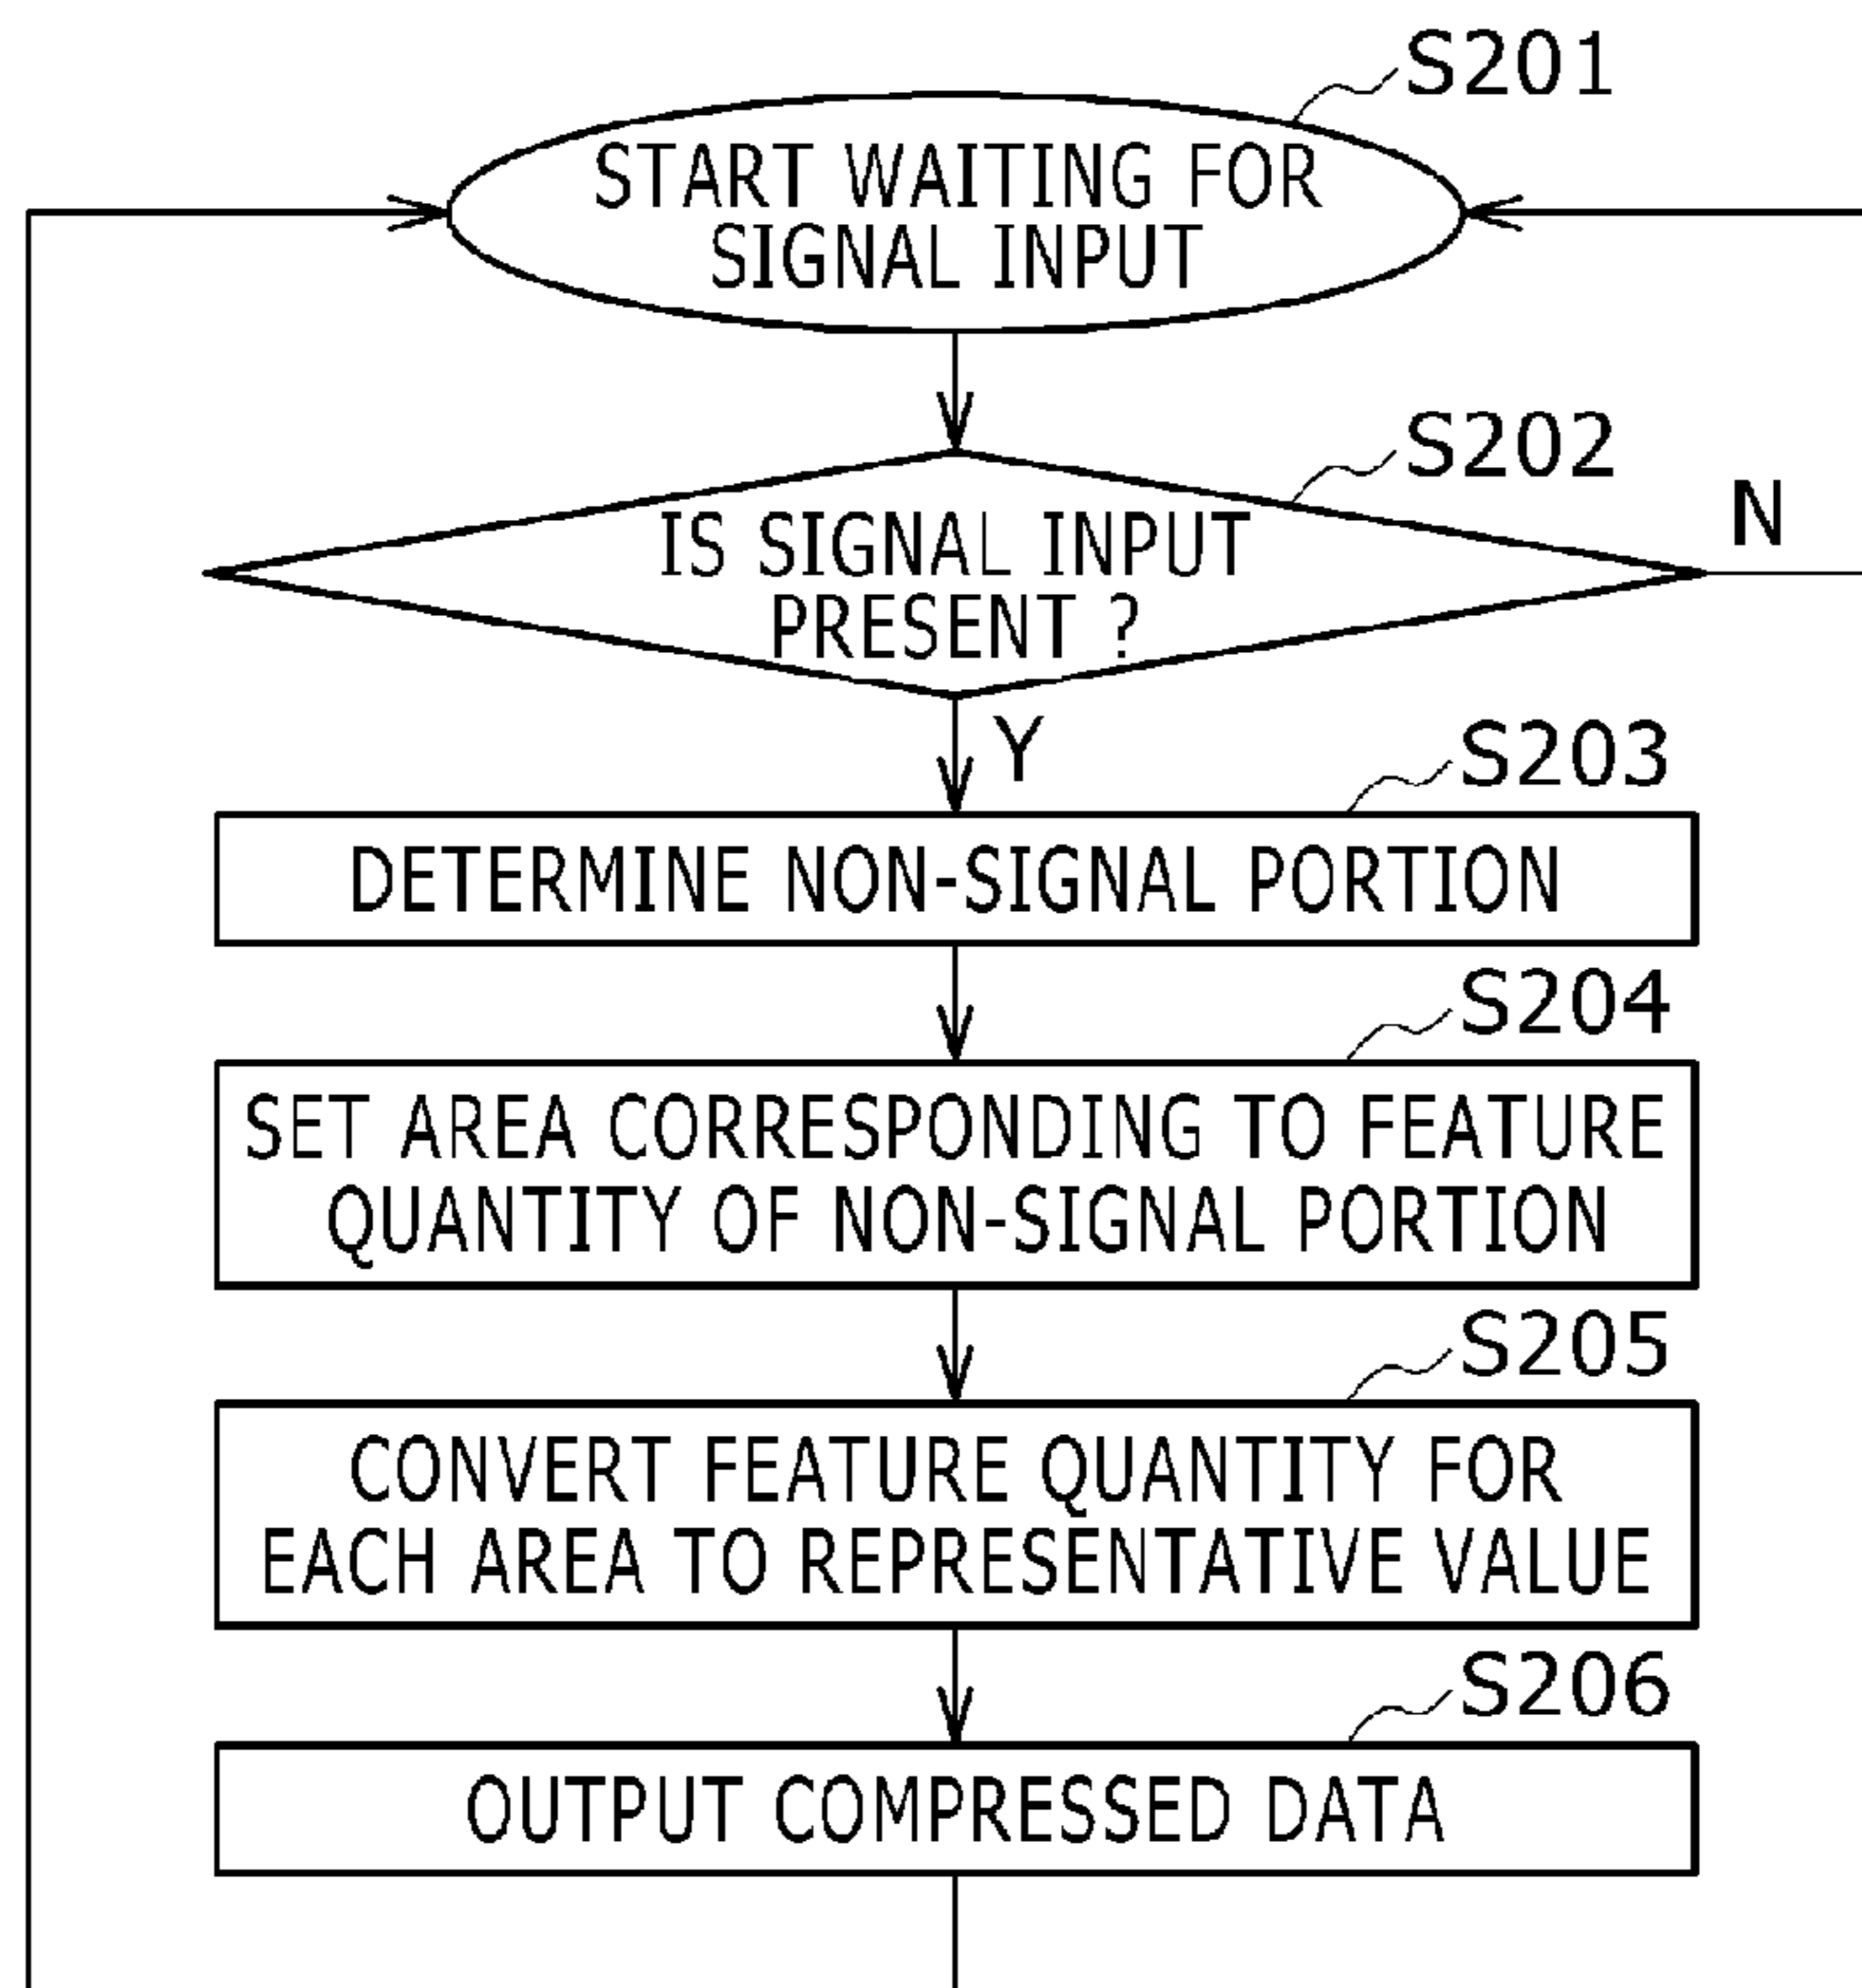 S201
START WAITING FOR
SIGNAL INPUT
S202
N
IS SIGNAL INPUT
PRESENT ?
Y
S203
DETERMINE NON-SIGNAL PORTION
S204
SET AREA CORRESPONDING TO FEATURE
QUANTITY OF NON-SIGNAL PORTION
S205
CONVERT FEATURE QUANTITY FOR
EACH AREA TO REPRESENTATIVE VALUE
S206
OUTPUT COMPRESSED DATA